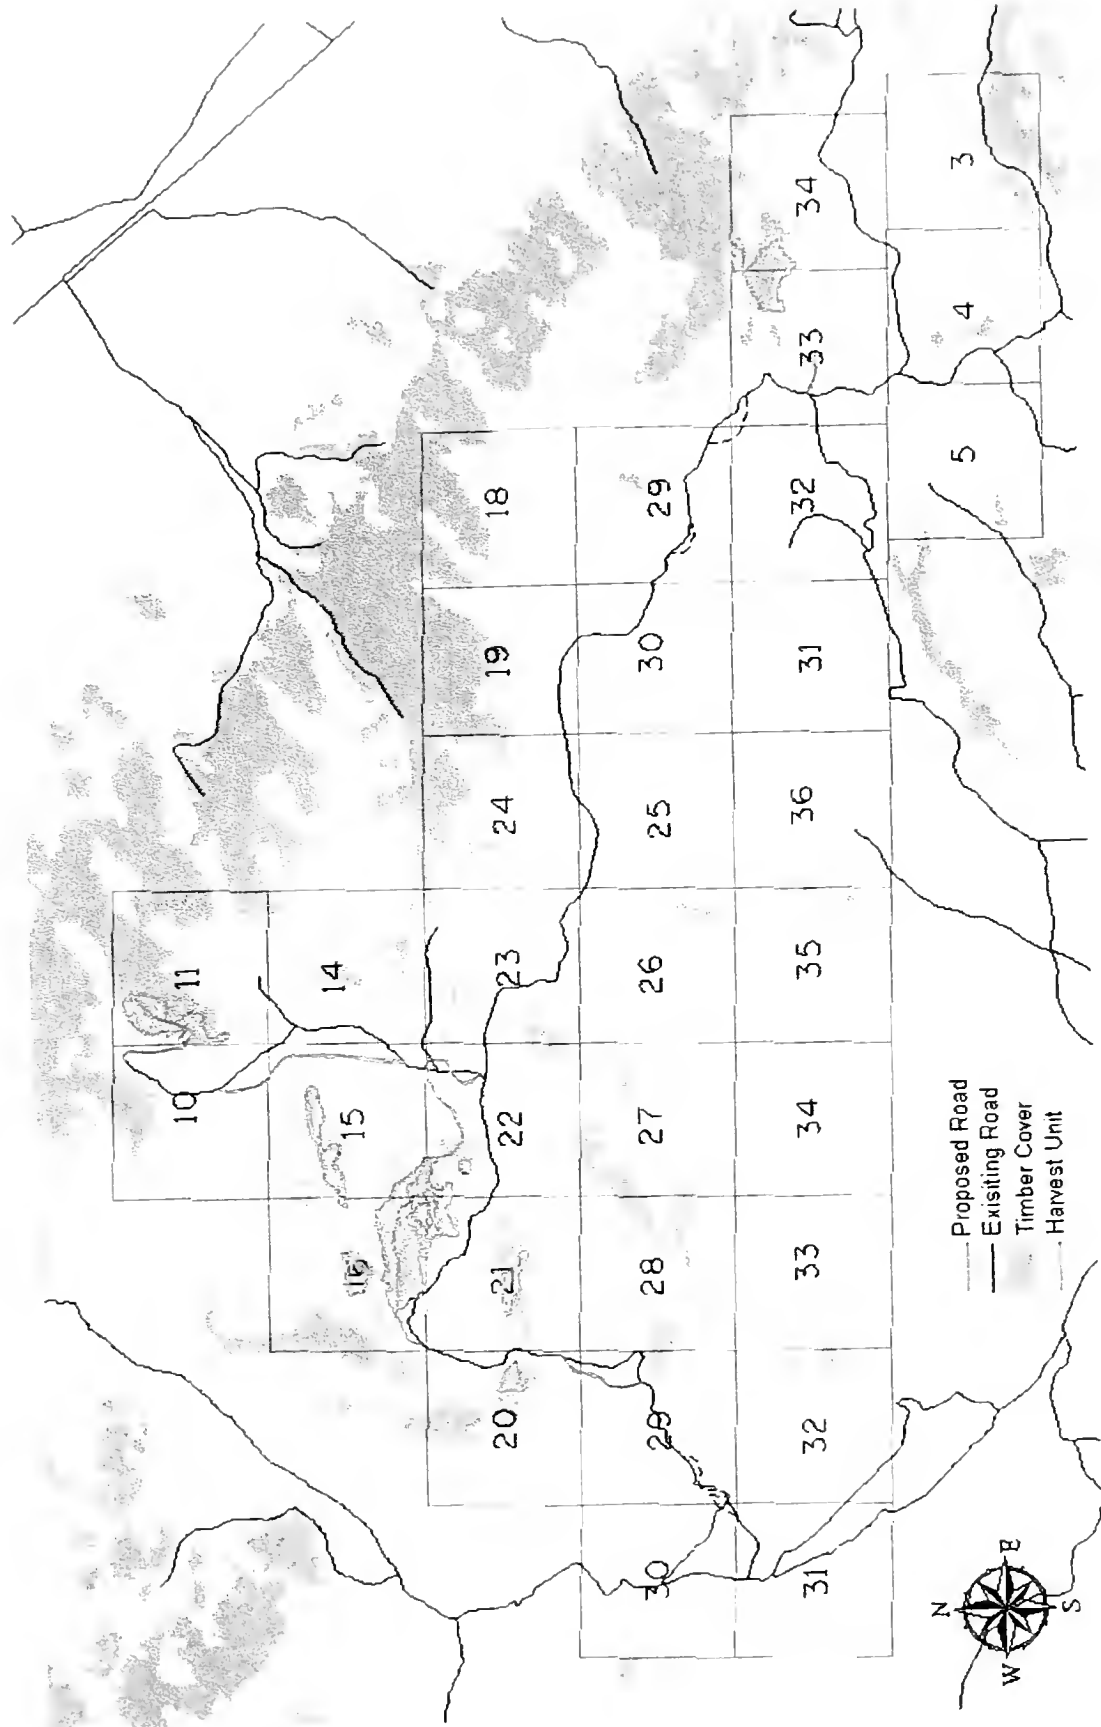 10 11
16 15 14
20 21 22 23 24 19 18
30 29 28 27 26 25 30 29
31 32 33 34 35 36 31 32 33 34
5 4 3
N
W E
S
Proposed Road
Exisiting Road
Timber Cover
Harvest Unit